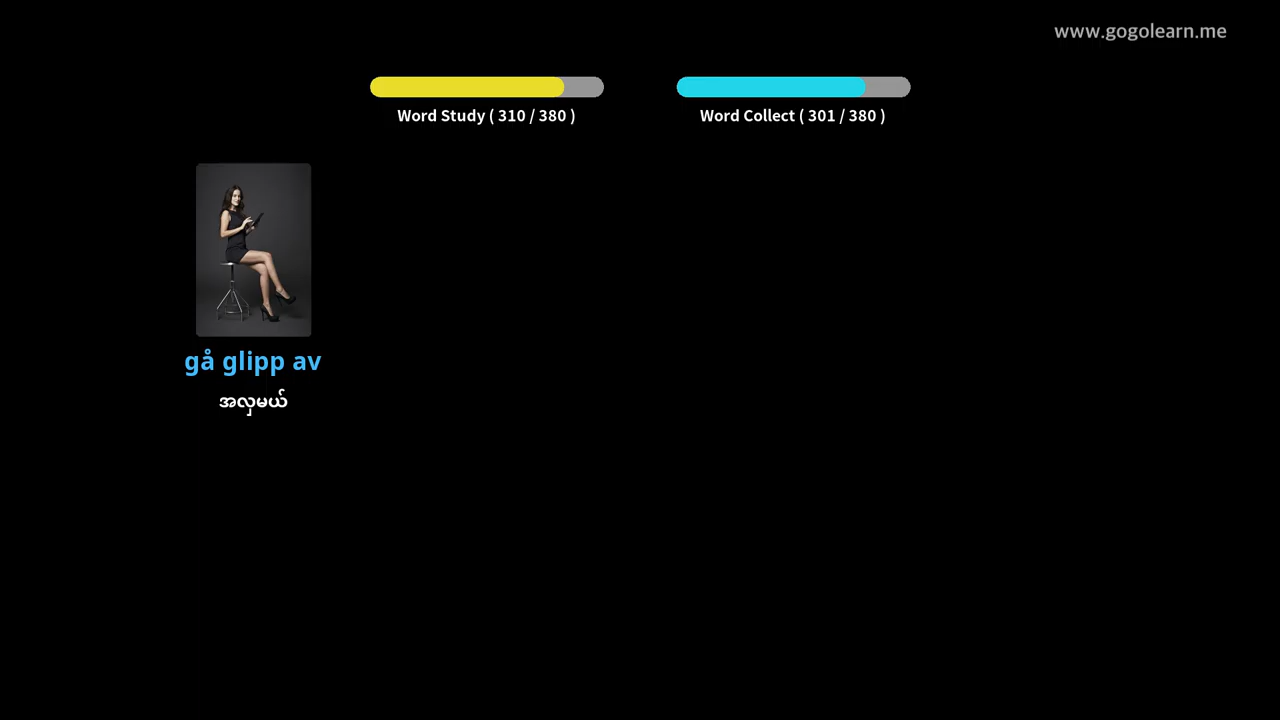 www.gogolearn.me
Word Study ( 310 / 380 )
Word Collect ( 301 / 380 )
gå glipp av
အလှမယ်